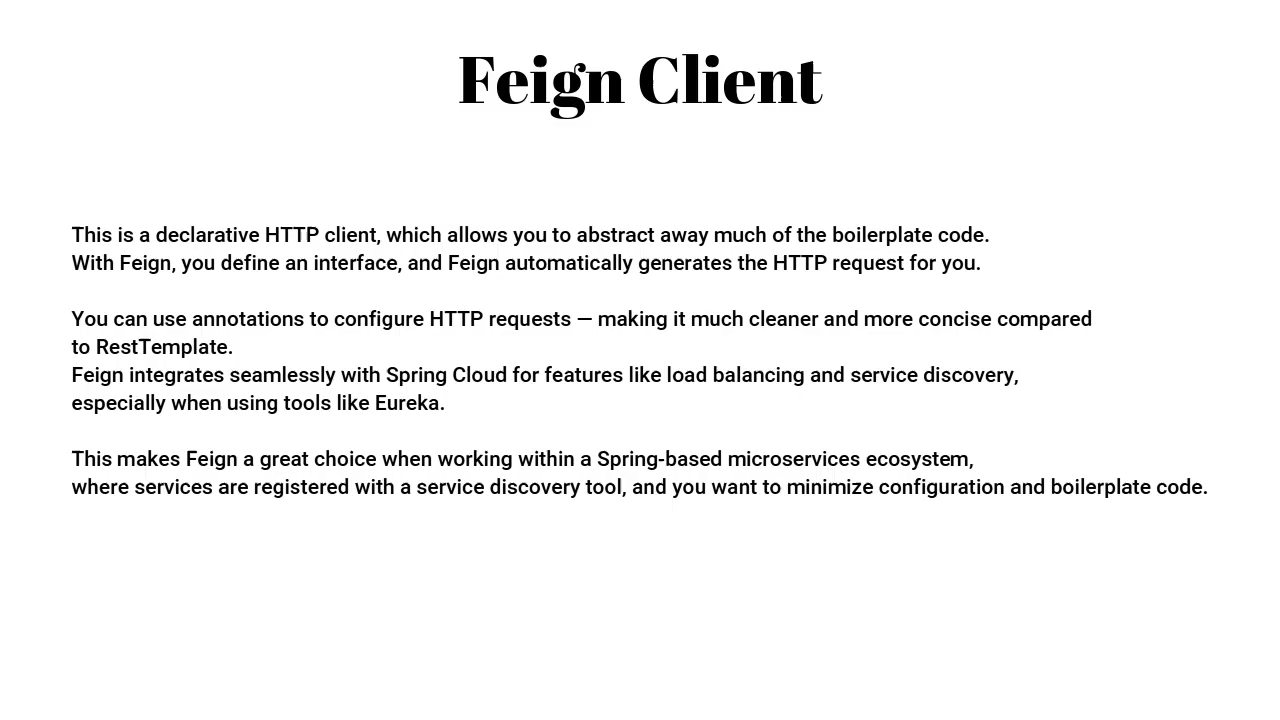 Feign Client
This is a declarative HTTP client, which allows you to abstract away much of the boilerplate code.
With Feign, you define an interface, and Feign automatically generates the HTTP request for you.
You can use annotations to configure HTTP requests — making it much cleaner and more concise compared
to RestTemplate.
Feign integrates seamlessly with Spring Cloud for features like load balancing and service discovery,
especially when using tools like Eureka.
This makes Feign a great choice when working within a Spring-based microservices ecosystem,
where services are registered with a service discovery tool, and you want to minimize configuration and boilerplate code.